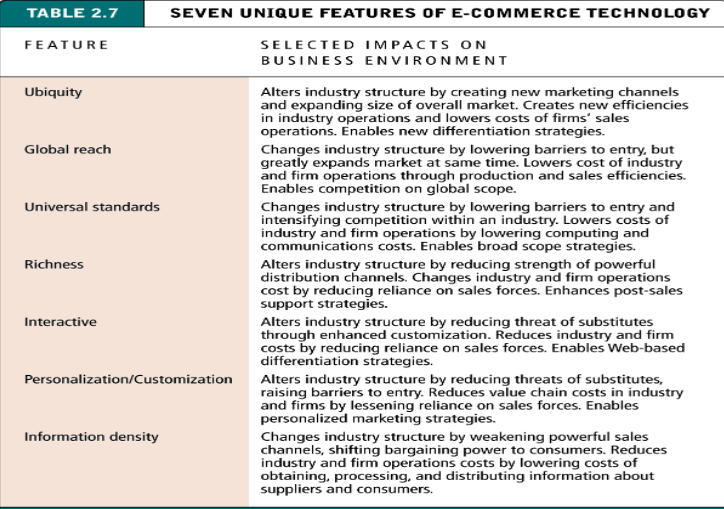 TABLE 2.7 SEVEN UNIQUE FEATURES OF E-COMMERCE TECHNOLOGY
FEATURE SELECTED IMPACTS ON
BUSINESS ENVIRONMENT
Ubiquity Alters industry structure by creating new marketing channels
and expanding size of overall market. Creates new efficiencies
in industry operations and lowers costs of firms' sales
operations. Enables new differentiation strategies.
Global reach Changes industry structure by lowering barriers to entry, but
greatly expands market at same time. Lowers cost of industry
and firm operations through production and sales efficiencies.
Enables competition on global scope.
Universal standards Changes industry structure by lowering barriers to entry and
intensifying competition within an industry. Lowers costs of
industry and firm operations by lowering computing and
communications costs. Enables broad scope strategies.
Richness Alters industry structure by reducing strength of powerful
distribution channels. Changes industry and firm operations
cost by reducing reliance on sales forces. Enhances post-sales
support strategies.
Interactive Alters industry structure by reducing threat of substitutes
through enhanced customization. Reduces industry and firm
costs by reducing reliance on sales forces. Enables Web-based
differentiation strategies.
Personalization/Customization Alters industry structure by reducing threats of substitutes,
raising barriers to entry. Reduces value chain costs in industry
and firms by lessening reliance on sales forces. Enables
personalized marketing strategies.
Information density Changes industry structure by weakening powerful sales
channels, shifting bargaining power to consumers. Reduces
industry and firm operations costs by lowering costs of
obtaining, processing, and distributing information about
suppliers and consumers.